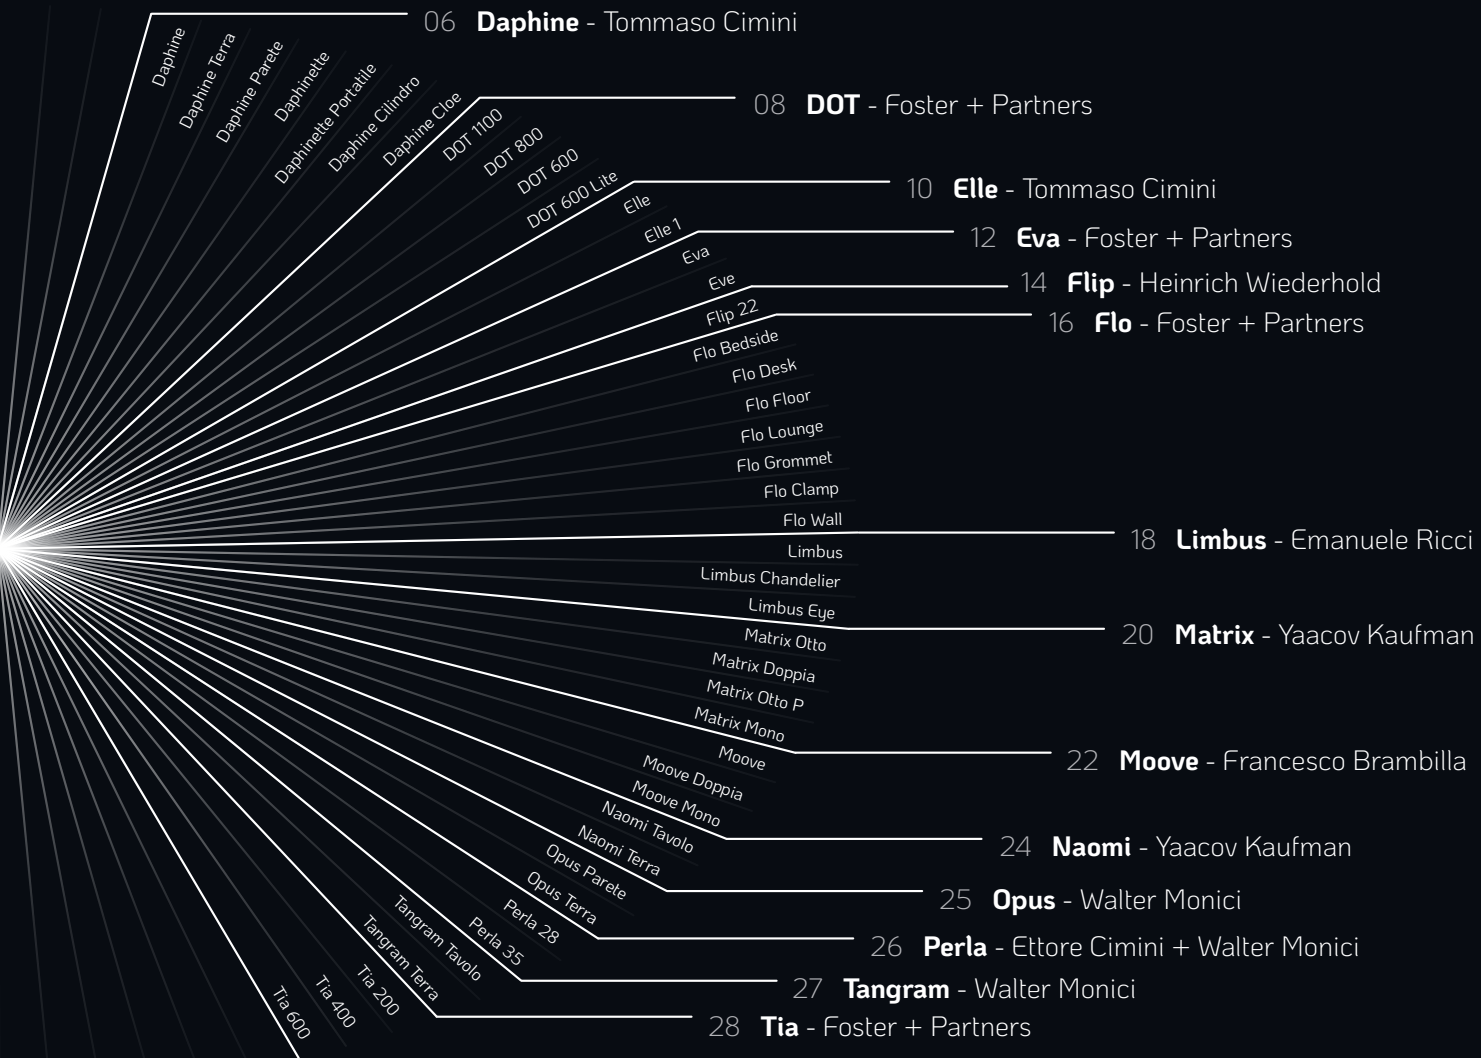 06 Daphine - Tommaso Cimini
Daphine
Daphine Terra
Daphine Parete
Daphinette
Daphinette Portatile
Daphine Cilindro
Daphine Cloe
08 DOT - Foster + Partners
DOT 1100
DOT 800
DOT 600
DOT 600 Lite
10 Elle - Tommaso Cimini
Elle
Elle 1
12 Eva - Foster + Partners
Eva
Eve
14 Flip - Heinrich Wiederhold
Flip 22
16 Flo - Foster + Partners
Flo Bedside
Flo Desk
Flo Floor
Flo Lounge
Flo Grommet
Flo Clamp
Flo Wall
18 Limbus - Emanuele Ricci
Limbus
Limbus Chandelier
Limbus Eye
20 Matrix - Yaacov Kaufman
Matrix Otto
Matrix Doppia
Matrix Otto P
Matrix Mono
22 Moove - Francesco Brambilla
Moove
Moove Doppia
Moove Mono
24 Naomi - Yaacov Kaufman
Naomi Tavolo
Naomi Terra
25 Opus - Walter Monici
Opus Parete
Opus Terra
26 Perla - Ettore Cimini + Walter Monici
Perla 28
Perla 35
27 Tangram - Walter Monici
Tangram Tavolo
Tangram Terra
28 Tia - Foster + Partners
Tia 200
Tia 400
Tia 600